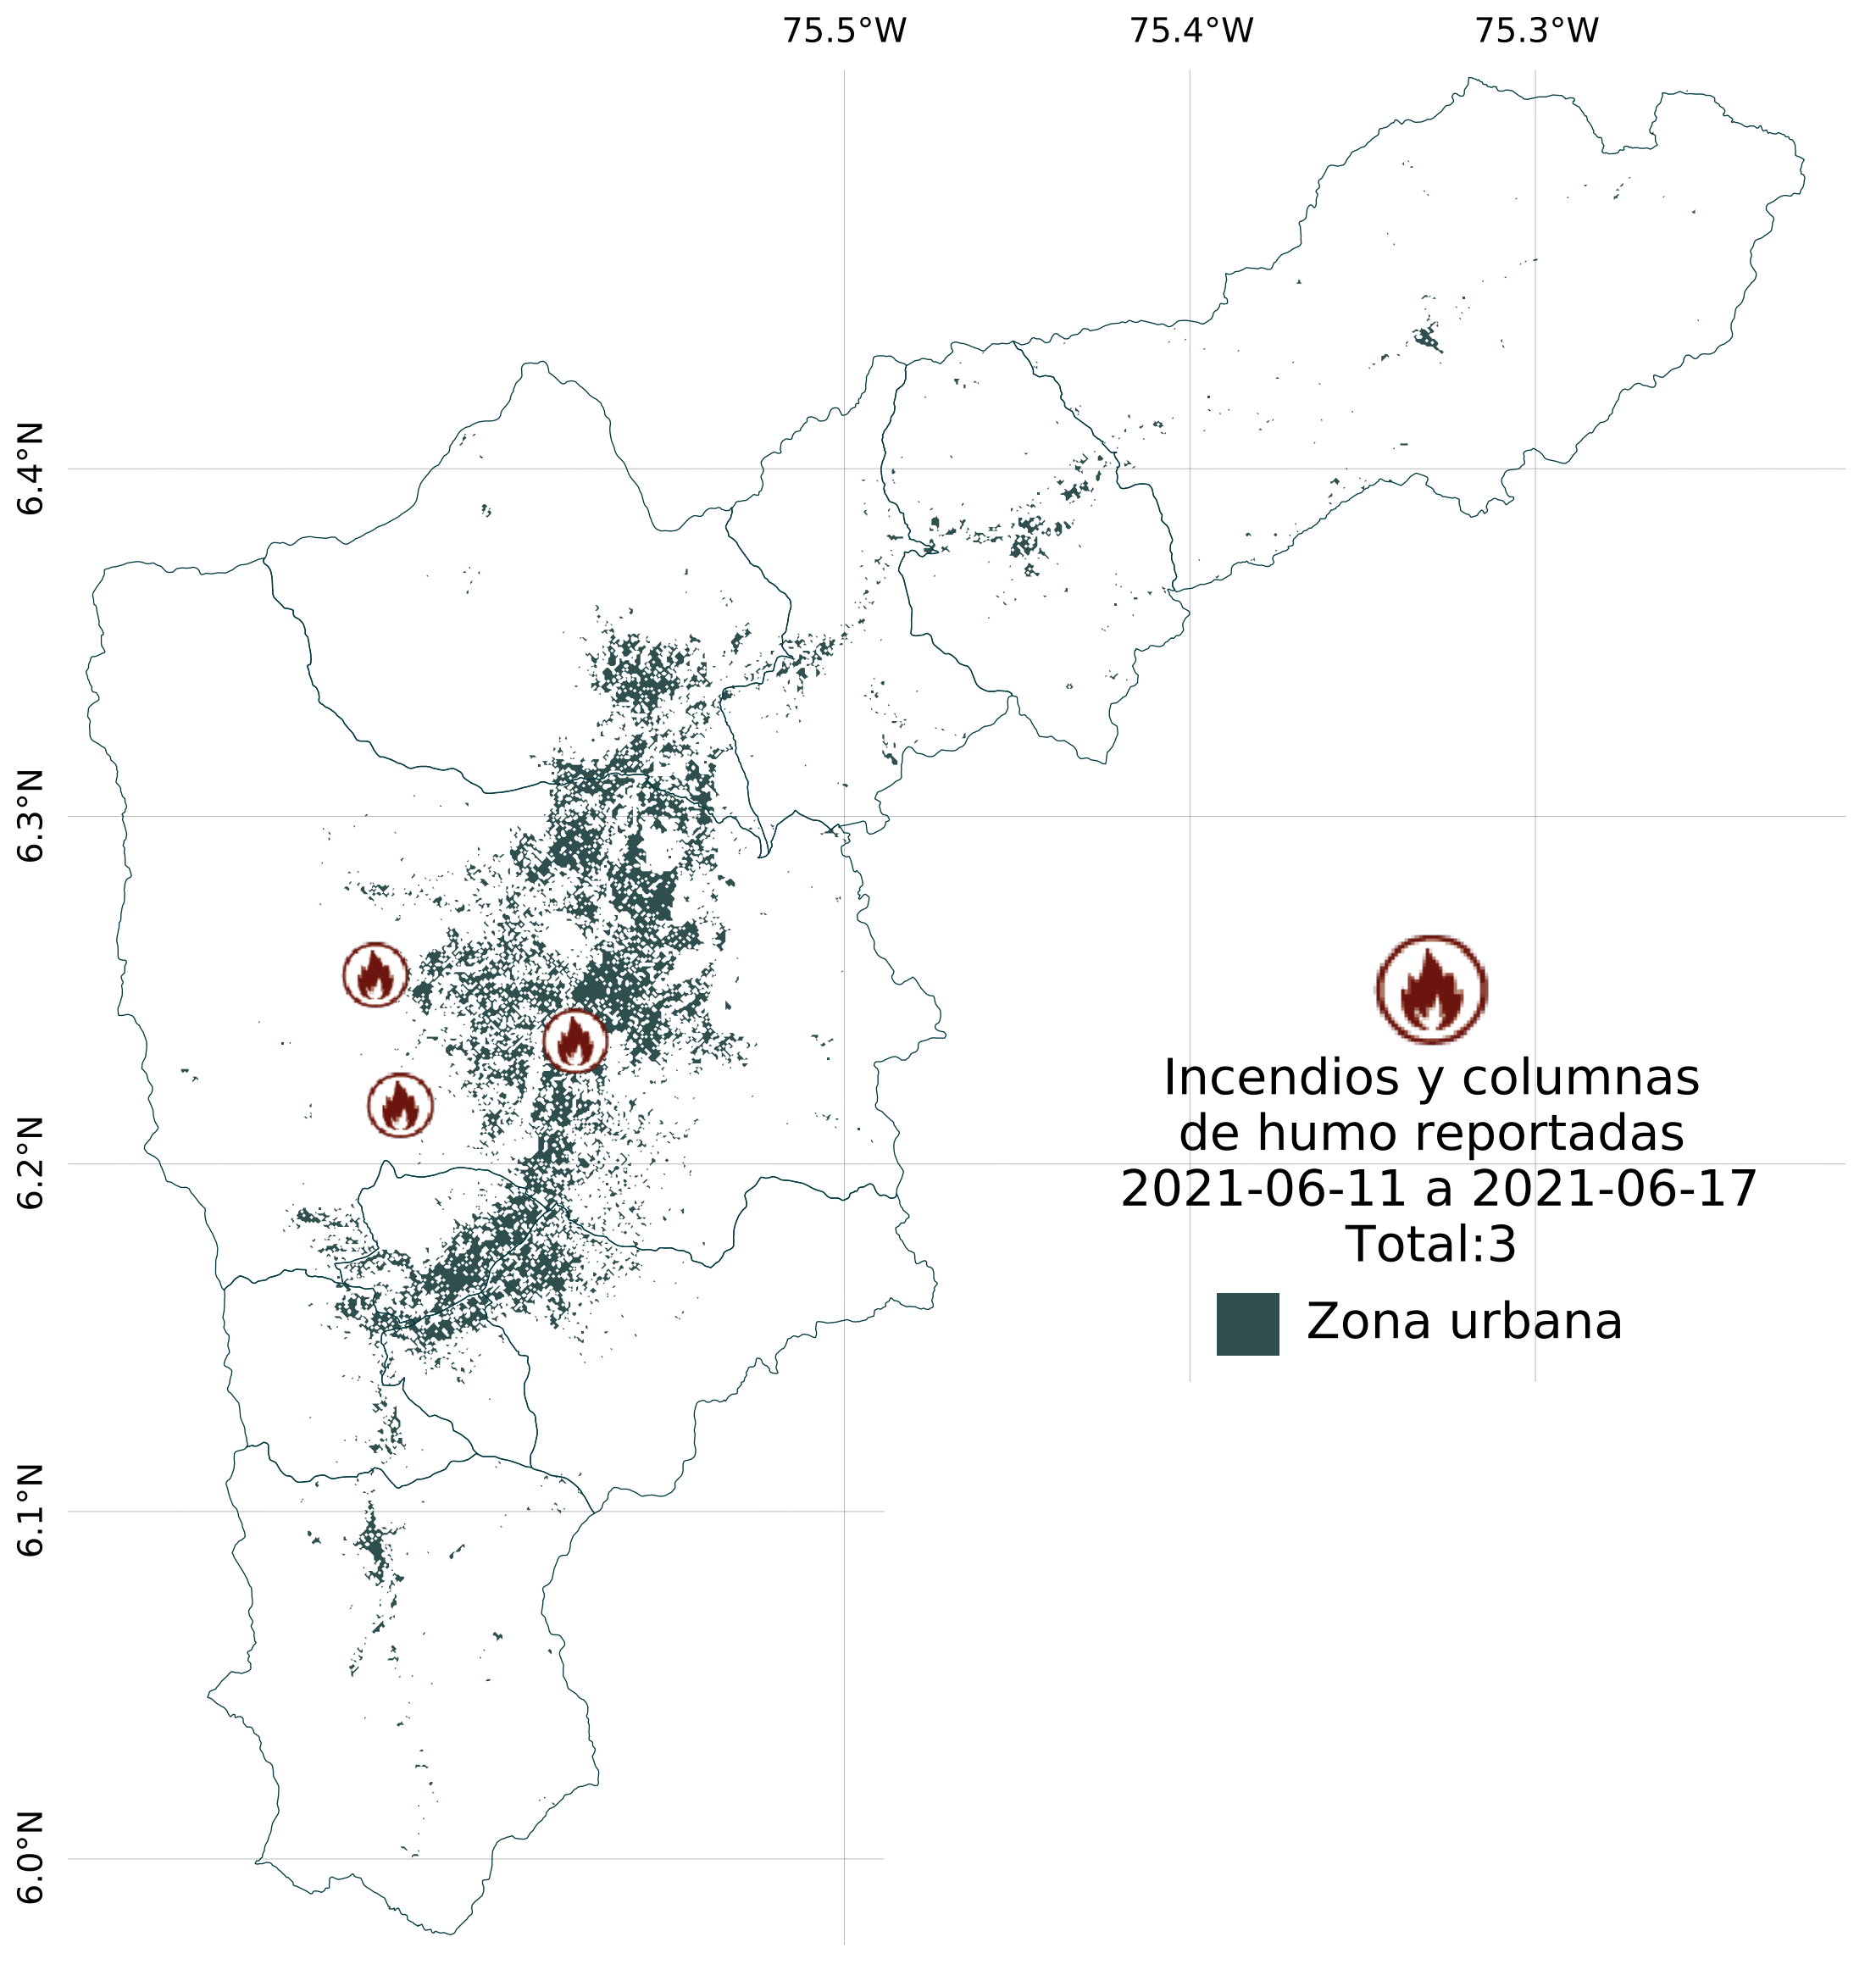 75.5°W 75.4°W 75.3°W
6.4°N
6.3°N
6.2°N
6.1°N
6.0°N
Incendios y columnas
de humo reportadas
2021-06-11 a 2021-06-17
Total:3
Zona urbana